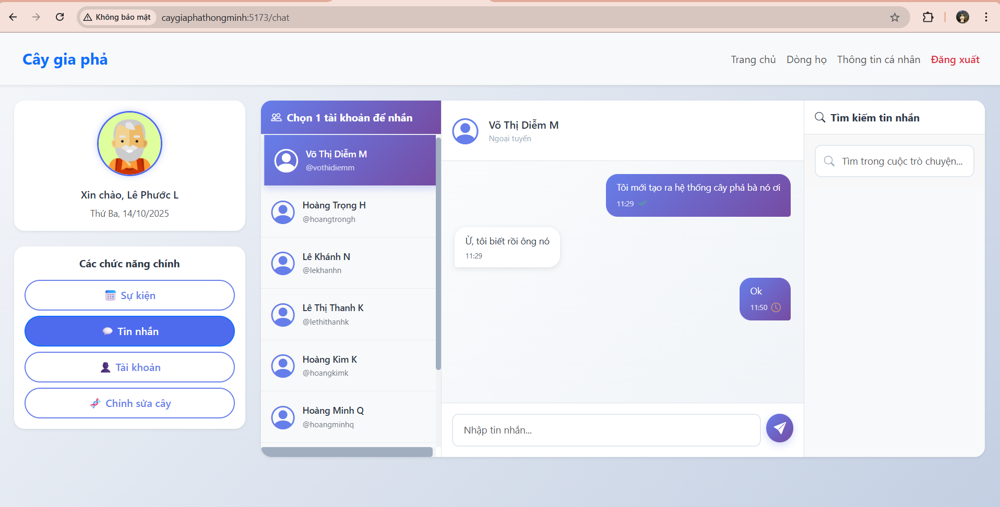 Không bảo mật
caygiaphathongminh:5173/chat
Cây gia phả
Trang chủ
Dòng họ
Thông tin cá nhân
Đăng xuất
Xin chào, Lê Phước L
Thứ Ba, 14/10/2025
Các chức năng chính
Sự kiện
Tin nhắn
Tài khoản
Chỉnh sửa cây
Chọn 1 tài khoản để nhắn
Võ Thị Diễm M
@vothidiemm
Hoàng Trọng H
@hoangtrongh
Lê Khánh N
@lekhanhn
Lê Thị Thanh K
@lethithanhk
Hoàng Kim K
@hoangkimk
Hoàng Minh Q
@hoangminhq
Võ Thị Diễm M
Ngoại tuyến
Tôi mới tạo ra hệ thống cây phả bà nó ơi
11:29
Ừ, tôi biết rồi ông nó
11:29
Ok
11:50
Nhập tin nhắn...
Tìm kiếm tin nhắn
Tìm trong cuộc trò chuyện...